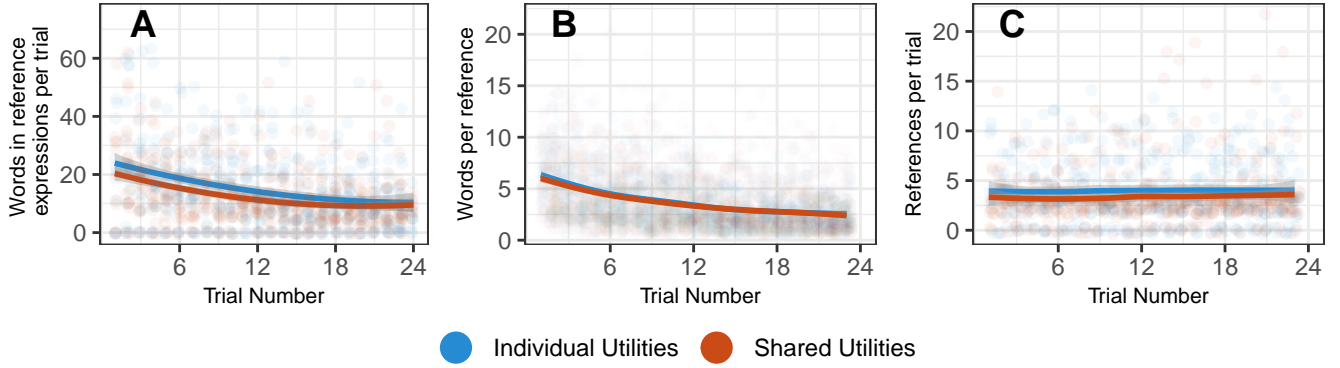 A
Words in reference
expressions per trial
60
40
20
0
6 12 18 24
Trial Number
B
Words per reference
20
15
10
5
0
6 12 18 24
Trial Number
C
References per trial
20
15
10
5
0
6 12 18 24
Trial Number
Individual Utilities Shared Utilities